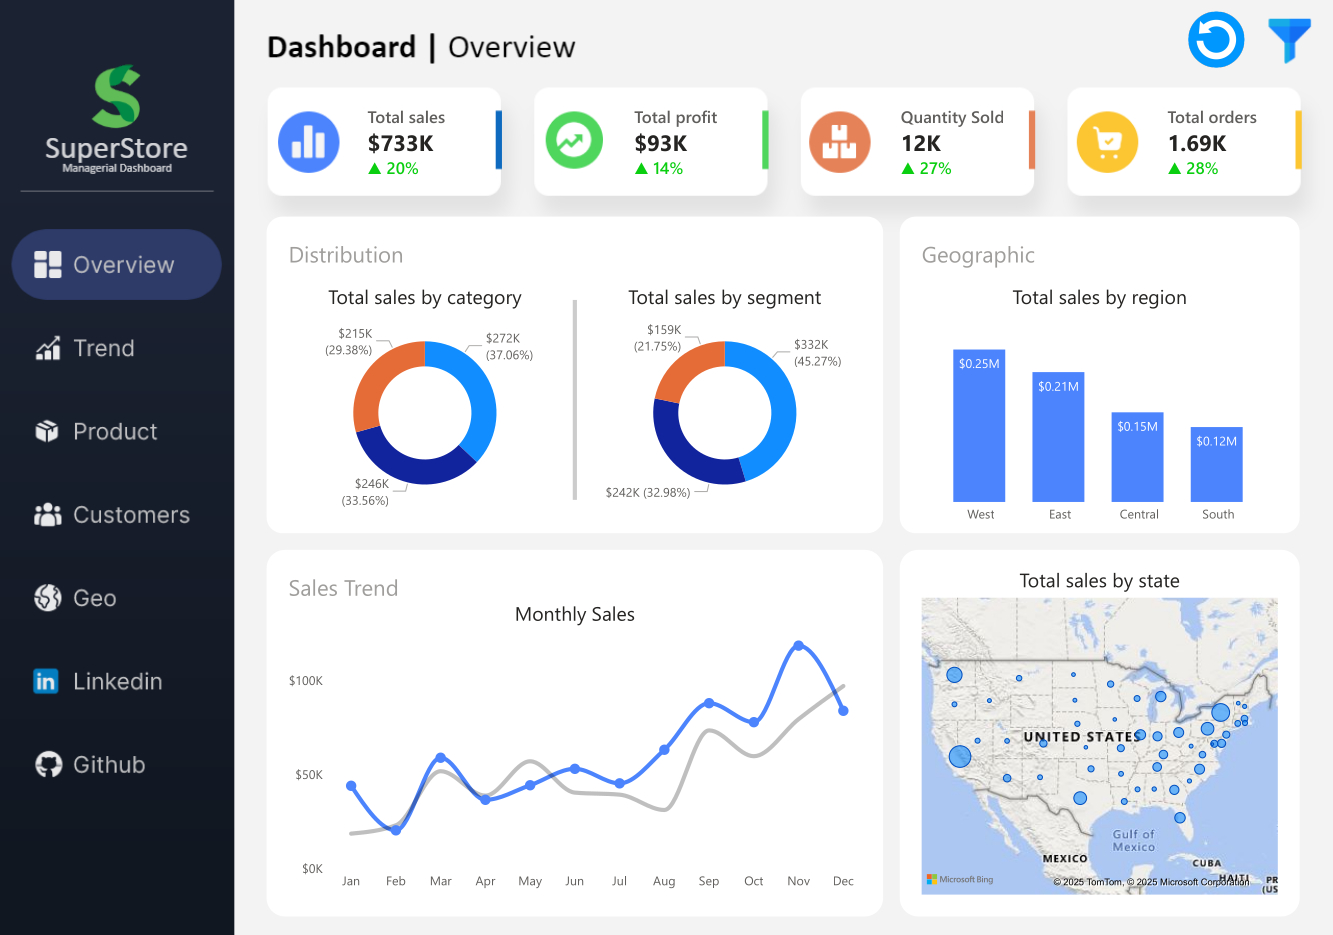 SuperStore
Managerial Dashboard
Overview
Trend
Product
Customers
Geo
in Linkedin
Github
Dashboard | Overview
Total sales
$733K
▲ 20%
Total profit
$93K
▲ 14%
Quantity Sold
12K
▲ 27%
Total orders
1.69K
▲ 28%
Distribution
Total sales by category
$215K
(29.38%)
$272K
(37.06%)
$246K
(33.56%)
Total sales by segment
$159K
(21.75%)
$332K
(45.27%)
$242K (32.98%)
Geographic
Total sales by region
$0.25M
$0.21M
$0.15M
$0.12M
West East Central South
Sales Trend
Monthly Sales
$100K
$50K
$0K
Jan Feb Mar Apr May Jun Jul Aug Sep Oct Nov Dec
Total sales by state
UNITED STATES
Gulf of
Mexico
MEXICO
CUBA
HAITI
PR
(US
Microsoft Bing
© 2025 TomTom, © 2025 Microsoft Corporation